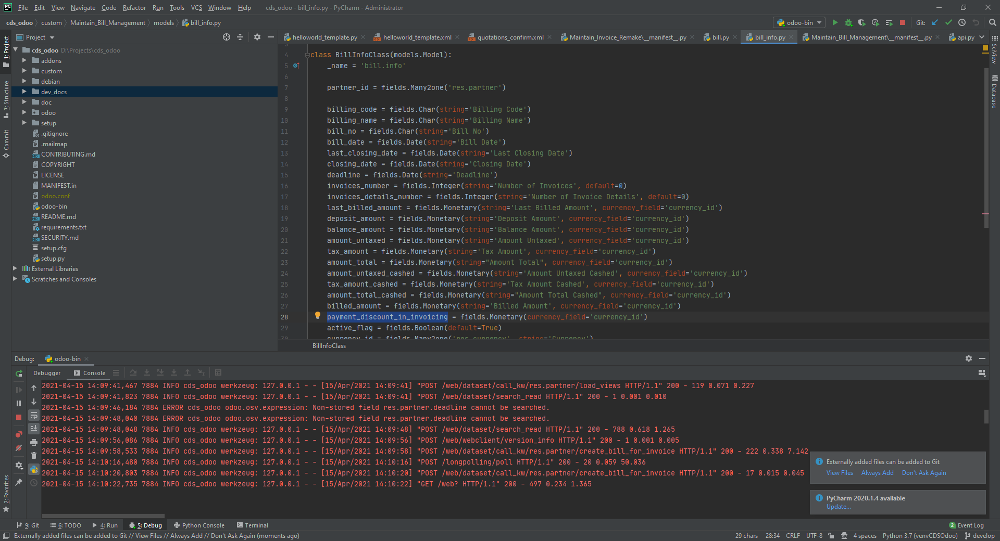 File Edit View Navigate Code Refactor Run Tools VCS Window Help cds_odoo - bill_info.py - PyCharm - Administrator
cds_odoo custom Maintain_Bill_Management models bill_info.py odoo-bin Git:
Project helloworld_template.py helloworld_template.xml quotations_confirm.xml Maintain_Invoice_Remake\__manifest__.py bill.py bill_info.py Maintain_Bill_Management\__manifest__.py api.py
1: Project
7: Structure
Commit
2: Favorites
SciView
Database
cds_odoo D:\Projects\cds_odoo
addons
custom
debian
dev_docs
doc
odoo
setup
.gitignore
.mailmap
CONTRIBUTING.md
COPYRIGHT
LICENSE
MANIFEST.in
odoo.conf
odoo-bin
README.md
requirements.txt
SECURITY.md
setup.cfg
setup.py
External Libraries
Scratches and Consoles
3
4 class BillInfoClass(models.Model):
5 _name = 'bill.info'
6
7 partner_id = fields.Many2one('res.partner')
8
9 billing_code = fields.Char(string='Billing Code')
10 billing_name = fields.Char(string='Billing Name')
11 bill_no = fields.Char(string='Bill No')
12 bill_date = fields.Date(string='Bill Date')
13 last_closing_date = fields.Date(string='Last Closing Date')
14 closing_date = fields.Date(string='Closing Date')
15 deadline = fields.Date(string='Deadline')
16 invoices_number = fields.Integer(string='Number of Invoices', default=0)
17 invoices_details_number = fields.Integer(string='Number of Invoice Details', default=0)
18 last_billed_amount = fields.Monetary(string='Last Billed Amount', currency_field='currency_id')
19 deposit_amount = fields.Monetary(string='Deposit Amount', currency_field='currency_id')
20 balance_amount = fields.Monetary(string='Balance Amount', currency_field='currency_id')
21 amount_untaxed = fields.Monetary(string='Amount Untaxed', currency_field='currency_id')
22 tax_amount = fields.Monetary(string='Tax Amount', currency_field='currency_id')
23 amount_total = fields.Monetary(string="Amount Total", currency_field='currency_id')
24 amount_untaxed_cashed = fields.Monetary(string='Amount Untaxed Cashed', currency_field='currency_id')
25 tax_amount_cashed = fields.Monetary(string='Tax Amount Cashed', currency_field='currency_id')
26 amount_total_cashed = fields.Monetary(string="Amount Total Cashed", currency_field='currency_id')
27 billed_amount = fields.Monetary(string='Billed Amount', currency_field='currency_id')
28 payment_discount_in_invoicing = fields.Monetary(currency_field='currency_id')
29 active_flag = fields.Boolean(default=True)
30 currency_id = fields.Many2one('res.currency', string='Currency')
BillInfoClass
Debug: odoo-bin
Debugger Console
2021-04-15 14:09:41,467 7884 INFO cds_odoo werkzeug: 127.0.0.1 - - [15/Apr/2021 14:09:41] "POST /web/dataset/call_kw/res.partner/load_views HTTP/1.1" 200 - 119 0.071 0.227
2021-04-15 14:09:41,823 7884 INFO cds_odoo werkzeug: 127.0.0.1 - - [15/Apr/2021 14:09:41] "POST /web/dataset/search_read HTTP/1.1" 200 - 1 0.001 0.010
2021-04-15 14:09:46,184 7884 ERROR cds_odoo odoo.osv.expression: Non-stored field res.partner.deadline cannot be searched.
2021-04-15 14:09:48,040 7884 ERROR cds_odoo odoo.osv.expression: Non-stored field res.partner.deadline cannot be searched.
2021-04-15 14:09:48,048 7884 INFO cds_odoo werkzeug: 127.0.0.1 - - [15/Apr/2021 14:09:48] "POST /web/dataset/search_read HTTP/1.1" 200 - 788 0.618 1.265
2021-04-15 14:09:56,086 7884 INFO cds_odoo werkzeug: 127.0.0.1 - - [15/Apr/2021 14:09:56] "POST /web/webclient/version_info HTTP/1.1" 200 - 1 0.001 0.005
2021-04-15 14:09:58,533 7884 INFO cds_odoo werkzeug: 127.0.0.1 - - [15/Apr/2021 14:09:58] "POST /web/dataset/call_kw/res.partner/create_bill_for_invoice HTTP/1.1" 200 - 222 0.338 7.142
2021-04-15 14:10:16,480 7884 INFO cds_odoo werkzeug: 127.0.0.1 - - [15/Apr/2021 14:10:16] "POST /longpolling/poll HTTP/1.1" 200 - 20 0.059 50.036
2021-04-15 14:10:20,803 7884 INFO cds_odoo werkzeug: 127.0.0.1 - - [15/Apr/2021 14:10:20] "POST /web/dataset/call_kw/res.partner/create_bill_for_invoice HTTP/1.1" 200 - 17 0.015 0.045
2021-04-15 14:10:22,735 7884 INFO cds_odoo werkzeug: 127.0.0.1 - - [15/Apr/2021 14:10:22] "GET /web? HTTP/1.1" 200 - 497 0.234 1.365
Externally added files can be added to Git
View Files Always Add Don't Ask Again
PyCharm 2020.1.4 available
Update...
9: Git 6: TODO 4: Run 5: Debug Python Console Terminal 2 Event Log
Externally added files can be added to Git // View Files // Always Add // Don't Ask Again (moments ago) 29 chars 28:34 CRLF UTF-8 4 spaces Python 3.7 (venvCDSOdoo) develop